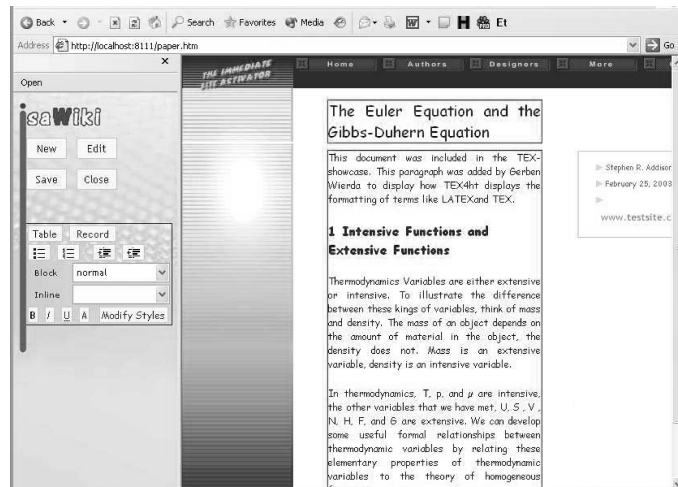 Back Search Favorites Media Et
Address http://localhost:8111/paper.htm Go
Open
isaWiki
New Edit
Save Close
Table Record
Block normal
Inline
B I U A Modify Styles
THE IMMEDIATE
SITE ACTIVATOR
Home Authors Designers More
The Euler Equation and the
Gibbs-Duhern Equation
This document was included in the TEX-
showcase. This paragraph was added by Gerben
Wierda to display how TEX4ht displays the
formatting of terms like LATEXand TEX.
1 Intensive Functions and
Extensive Functions
Thermodynamics Variables are either extensive
or intensive. To illustrate the difference
between these kings of variables, think of mass
and density. The mass of an object depends on
the amount of material in the object, the
density does not. Mass is an extensive
variable, density is an intensive variable.
In thermodynamics, T, p, and μ are intensive,
the other variables that we have met, U, S , V ,
N, H, F, and G are extensive. We can develop
some useful formal relationships between
thermodynamic variables by relating these
elementary properties of thermodynamic
variables to the theory of homogeneous
Stephen R. Addisor
February 25, 2003
www.testsite.c